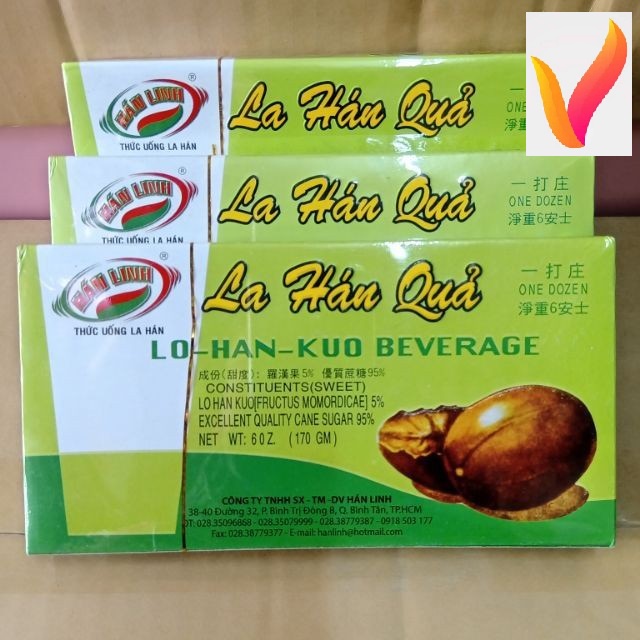 HÁN LINH ®
THỨC UỐNG LA HÁN
La Hán Quả
一打庄
淨重
HÁN LINH ®
THỨC UỐNG LA HÁN
La Hán Quả
一打庄
ONE DOZEN
淨重6安士
HÁN LINH ®
THỨC UỐNG LA HÁN
La Hán Quả
一打庄
ONE DOZEN
淨重6安士
LO-HAN-KUO BEVERAGE
成份(甜度): 羅漢果5% 優質蔗糖95%
CONSTITUENTS(SWEET)
LO HAN KUO[FRUCTUS MOMORDICAE] 5%
EXCELLENT QUALITY CANE SUGAR 95%
NET WT: 6 OZ. (170 GM)
CÔNG TY TNHH SX - TM -DV HÁN LINH
38-40 Đường 32, P. Bình Trị Đông B, Q. Bình Tân, TP.HCM
ĐT: 028.35096868 - 028.35079999 - 028.38779387 - 0918 503 177
Fax: 028.38779377 - E-mail: hanlinh@hotmail.com